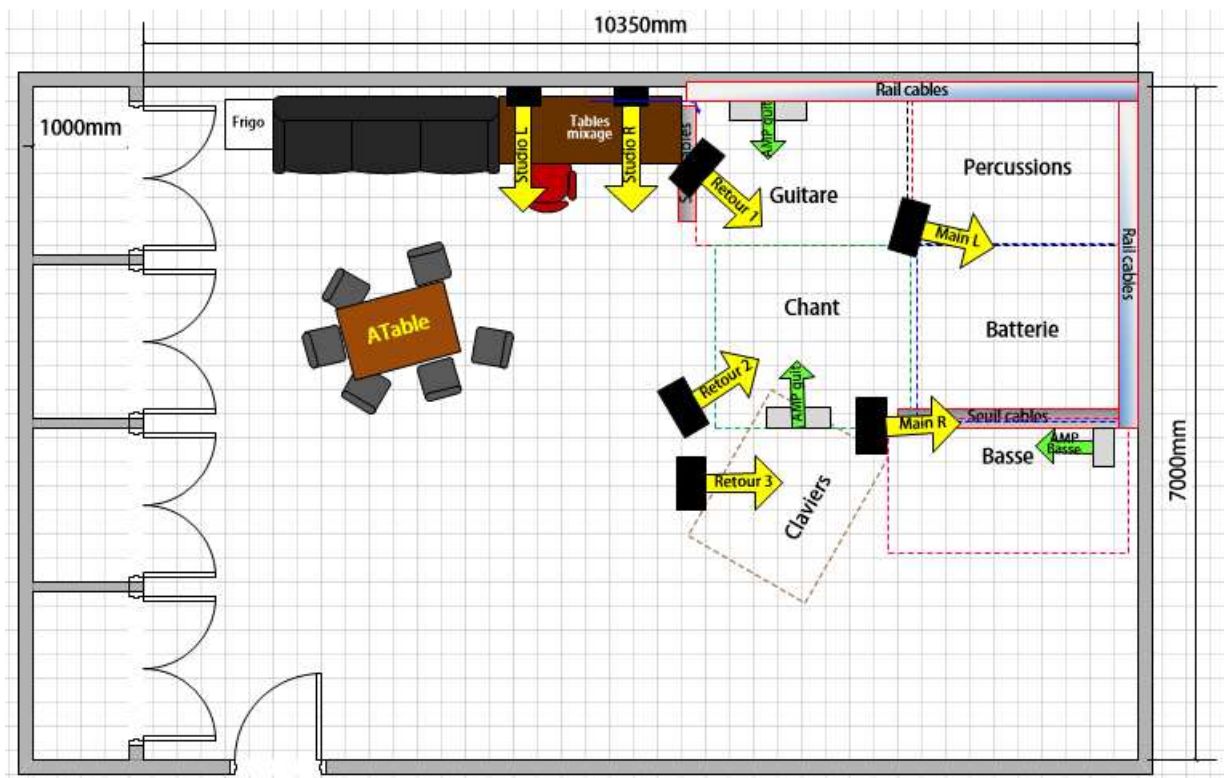 10350mm
Rail cables
1000mm
Frigo
Tables
mixage
Studio L
Studio R
AMP guit
Percussions
Retour 1
Guitare
Main L
Rail cables
Chant
Batterie
ATable
Retour 2
AMP guit
Main R
Seuil cables
AMP
Basse
Basse
Retour 3
Claviers
7000mm